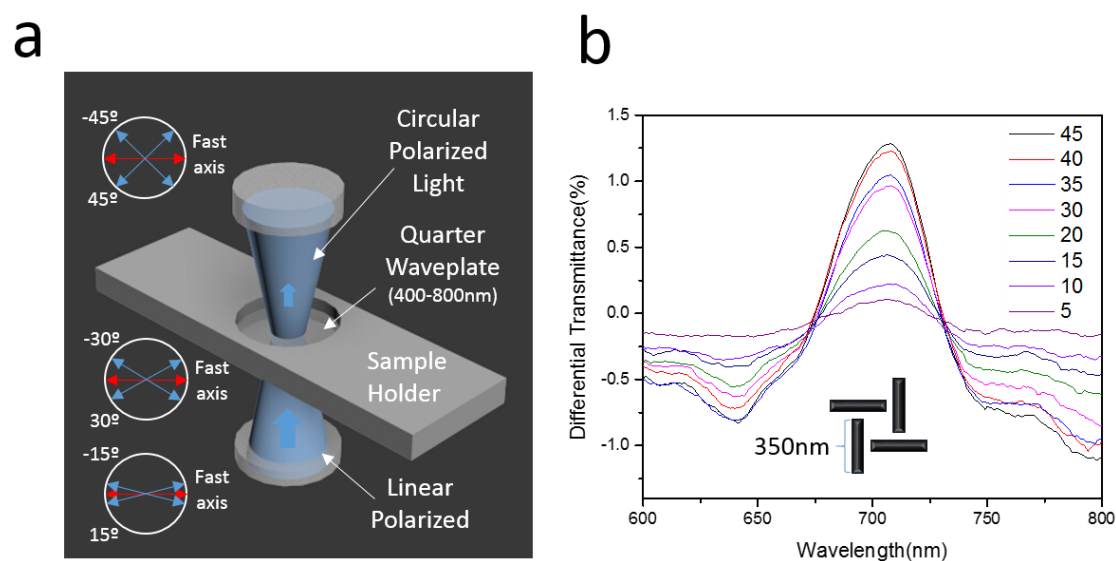 a
-45º
Fast
axis
45º
Circular
Polarized
Light
Quarter
Waveplate
(400-800nm)
-30º
Fast
axis
30º
Sample
Holder
-15º
Fast
axis
15º
Linear
Polarized
b
Differential Transmittance(%)
1.5
1.0
0.5
0.0
-0.5
-1.0
45
40
35
30
20
15
10
5
350nm
600
650
700
750
800
Wavelength(nm)